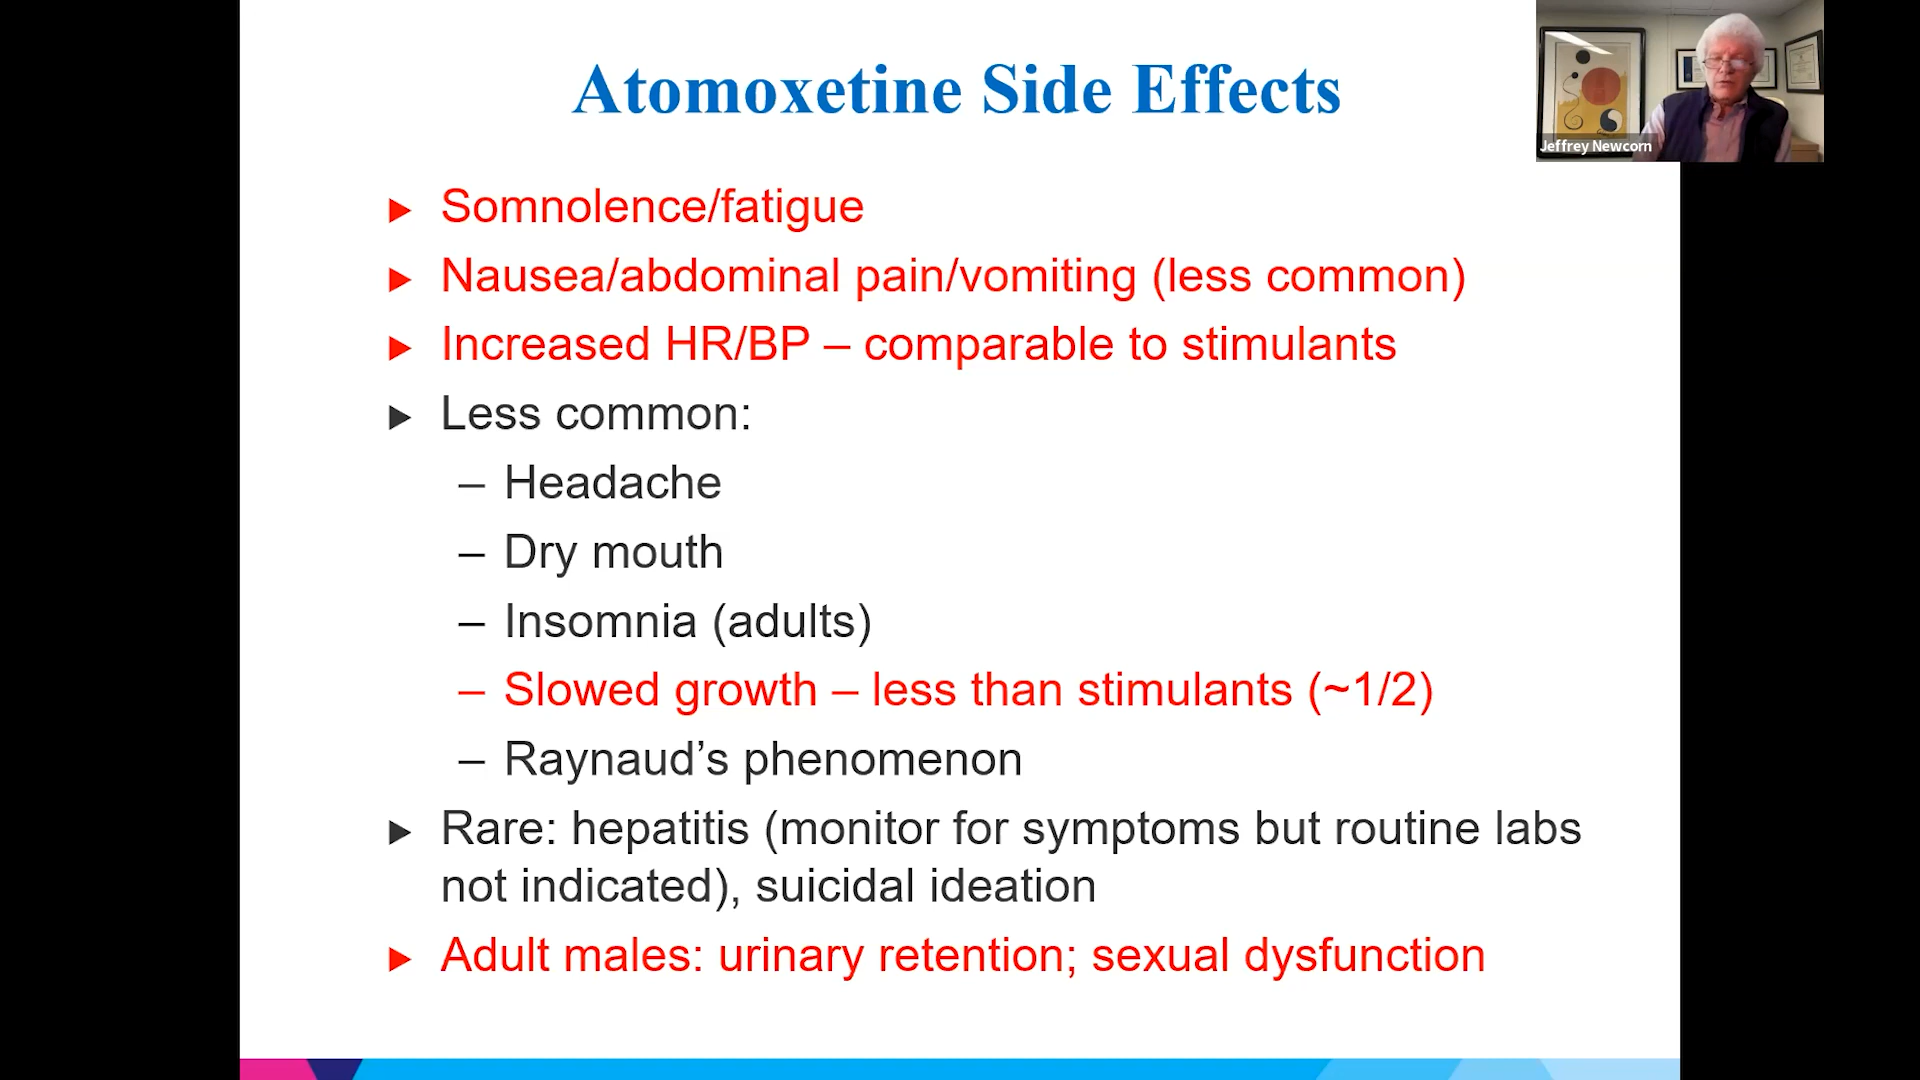 Atomoxetine Side Effects
Jeffrey Newcorn
Somnolence/fatigue
Nausea/abdominal pain/vomiting (less common)
Increased HR/BP – comparable to stimulants
Less common:
– Headache
– Dry mouth
– Insomnia (adults)
– Slowed growth – less than stimulants (~1/2)
– Raynaud’s phenomenon
Rare: hepatitis (monitor for symptoms but routine labs
not indicated), suicidal ideation
Adult males: urinary retention; sexual dysfunction